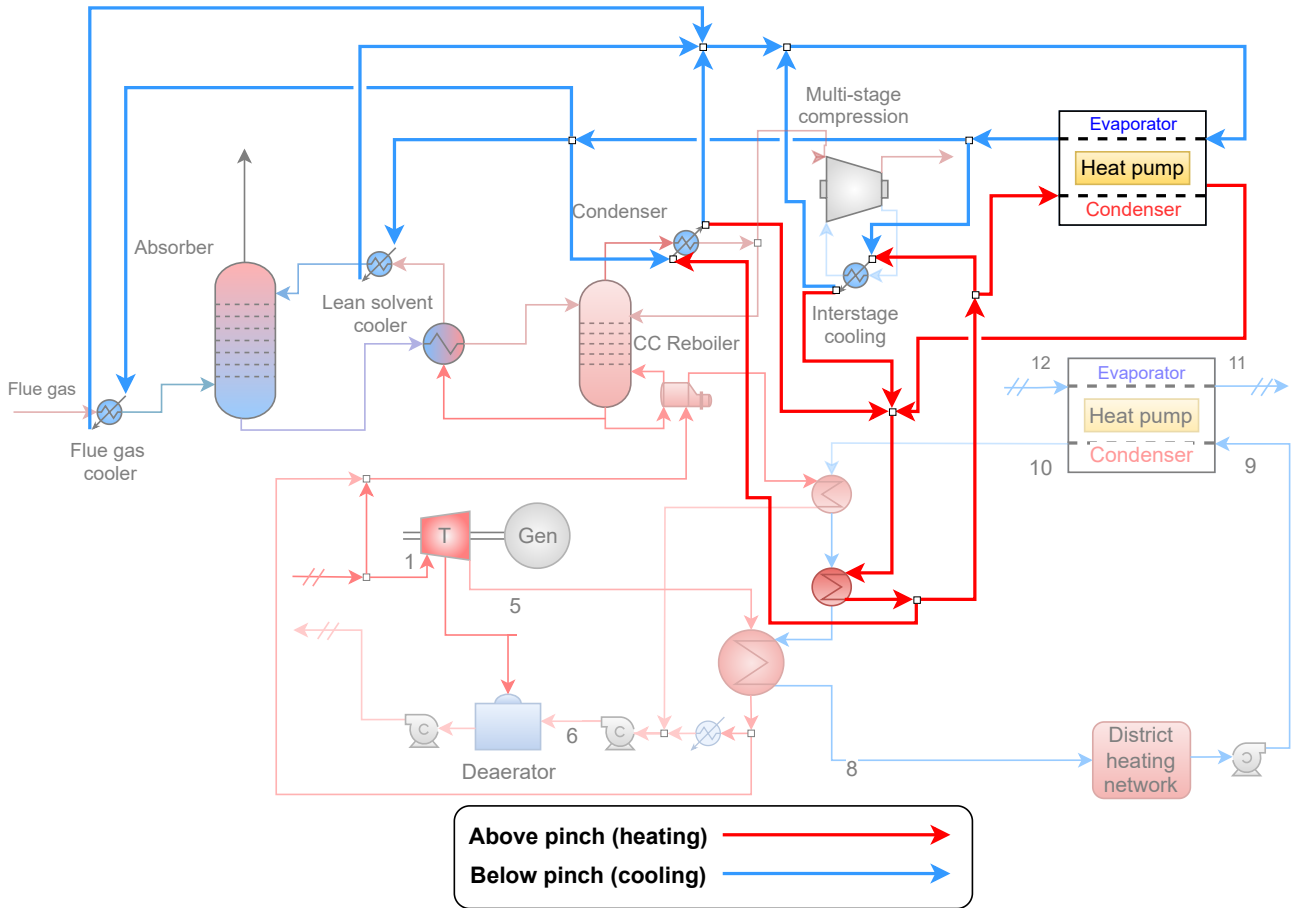 Multi-stage
compression
Evaporator
Heat pump
Condenser
Condenser
Absorber
Lean solvent
cooler
Interstage
cooling
CC Reboiler
Flue gas
Flue gas
cooler
12
11
Evaporator
Heat pump
Condenser
10
9
T
Gen
1
5
C
C
6
Deaerator
8
District
heating
network
C
Above pinch (heating)
Below pinch (cooling)